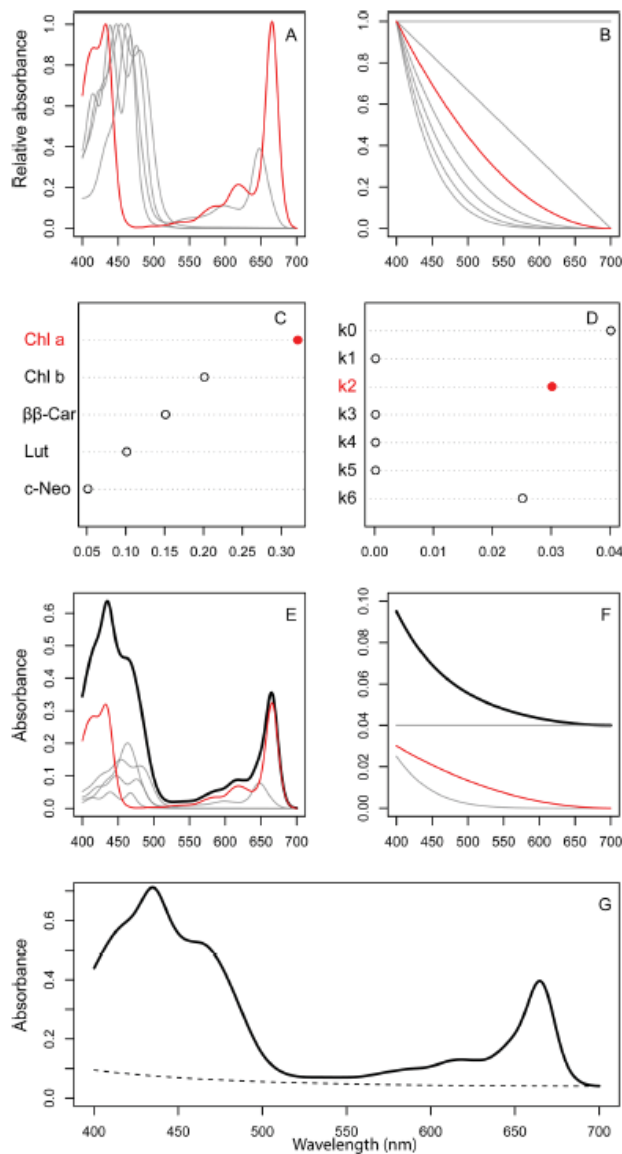 A
Relative absorbance
0.0 0.2 0.4 0.6 0.8 1.0
400 450 500 550 600 650 700
B
0.0 0.2 0.4 0.6 0.8 1.0
400 450 500 550 600 650 700
C
Chl a
Chl b
ββ-Car
Lut
c-Neo
0.05 0.10 0.20 0.30
D
k0
k1
k2
k3
k4
k5
k6
0.00 0.01 0.02 0.03 0.04
E
Absorbance
0.0 0.1 0.2 0.3 0.4 0.5 0.6
400 450 500 550 600 650 700
F
0.00 0.02 0.04 0.06 0.08 0.10
400 450 500 550 600 650 700
G
Absorbance
0.0 0.2 0.4 0.6
400 450 500 550 600 650 700
Wavelength (nm)